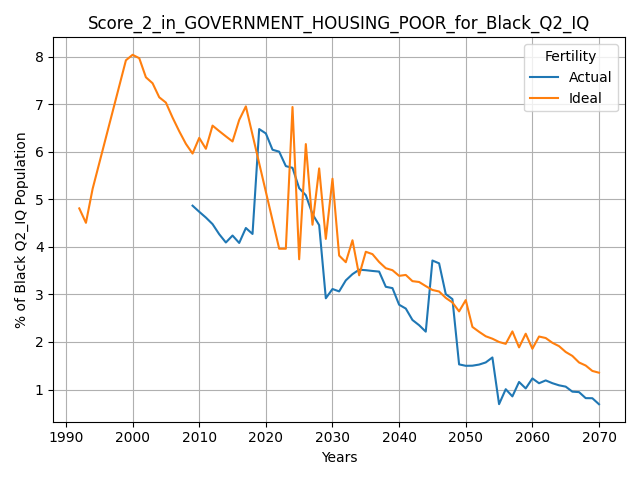 Score_2_in_GOVERNMENT_HOUSING_POOR_for_Black_Q2_IQ
Fertility
Actual
Ideal
% of Black Q2_IQ Population
8
7
6
5
4
3
2
1
1990 2000 2010 2020 2030 2040 2050 2060 2070
Years